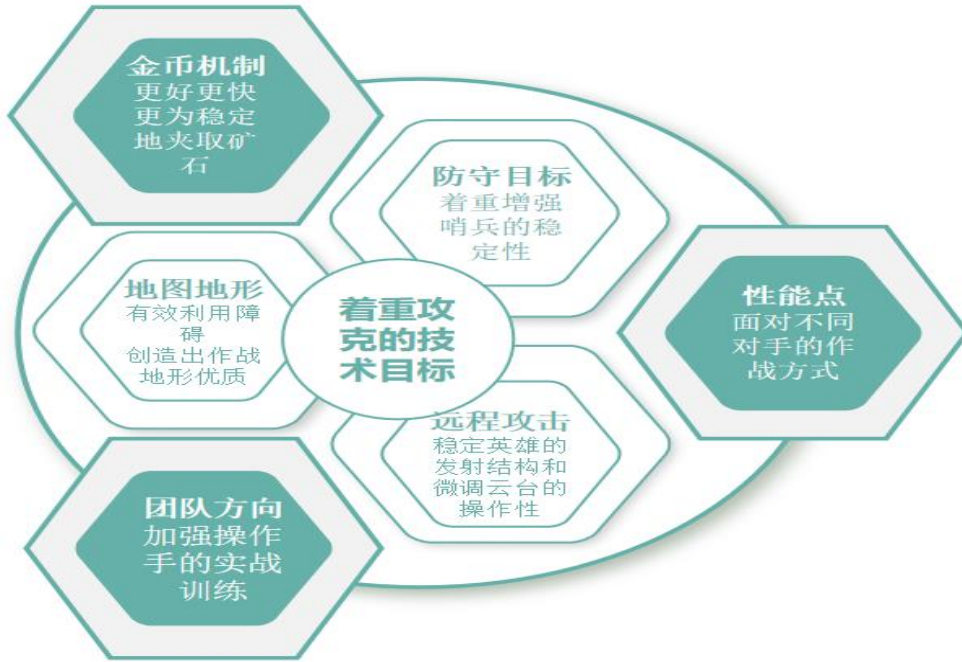 金币机制
更好更快
更为稳定
地夹取矿
石
防守目标
着重增强
哨兵的稳
定性
地图地形
有效利用障
碍
创造出作战
地形优质
着重攻
克的技
术目标
性能点
面对不同
对手的作
战方式
远程攻击
稳定英雄的
发射结构和
微调云台的
操作性
团队方向
加强操作
手的实战
训练